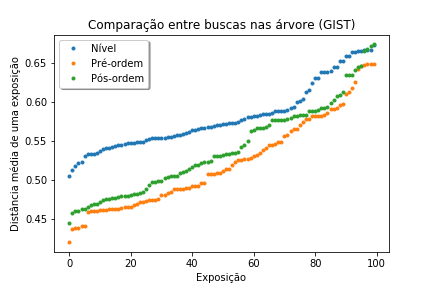 Comparação entre buscas nas árvore (GIST)
Nível
Pré-ordem
Pós-ordem
Distância média de uma exposição
0.65
0.60
0.55
0.50
0.45
0 20 40 60 80 100
Exposição